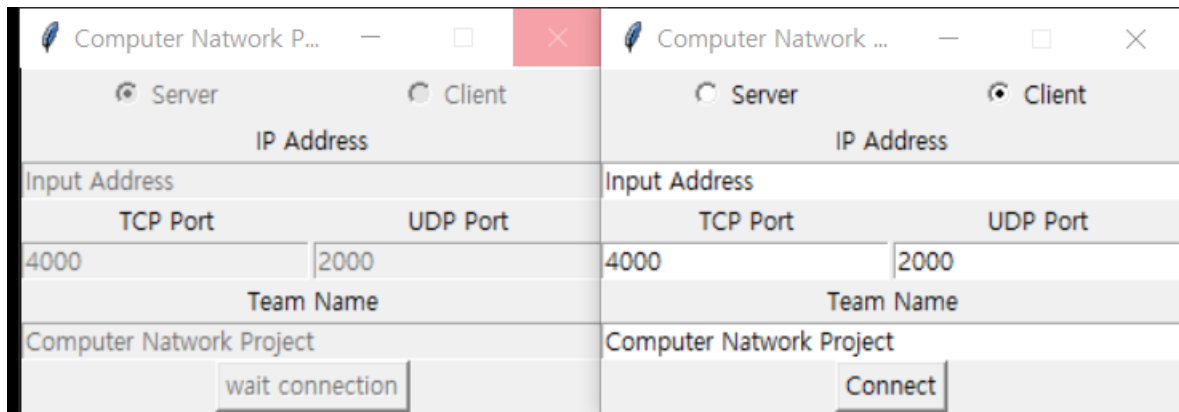 Computer Natwork P...
Server Client
IP Address
Input Address
TCP Port UDP Port
4000 2000
Team Name
Computer Natwork Project
wait connection
Computer Natwork ...
Server Client
IP Address
Input Address
TCP Port UDP Port
4000 2000
Team Name
Computer Natwork Project
Connect